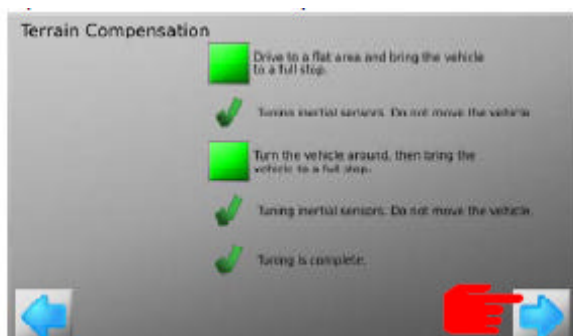 Terrain Compensation
Drive to a flat area and bring the vehicle
to a full stop.
Tuning inertial sensors. Do not move the vehicle
Turn the vehicle around, then bring the
vehicle to a full stop.
Tuning inertial sensors. Do not move the vehicle.
Tuning is complete.